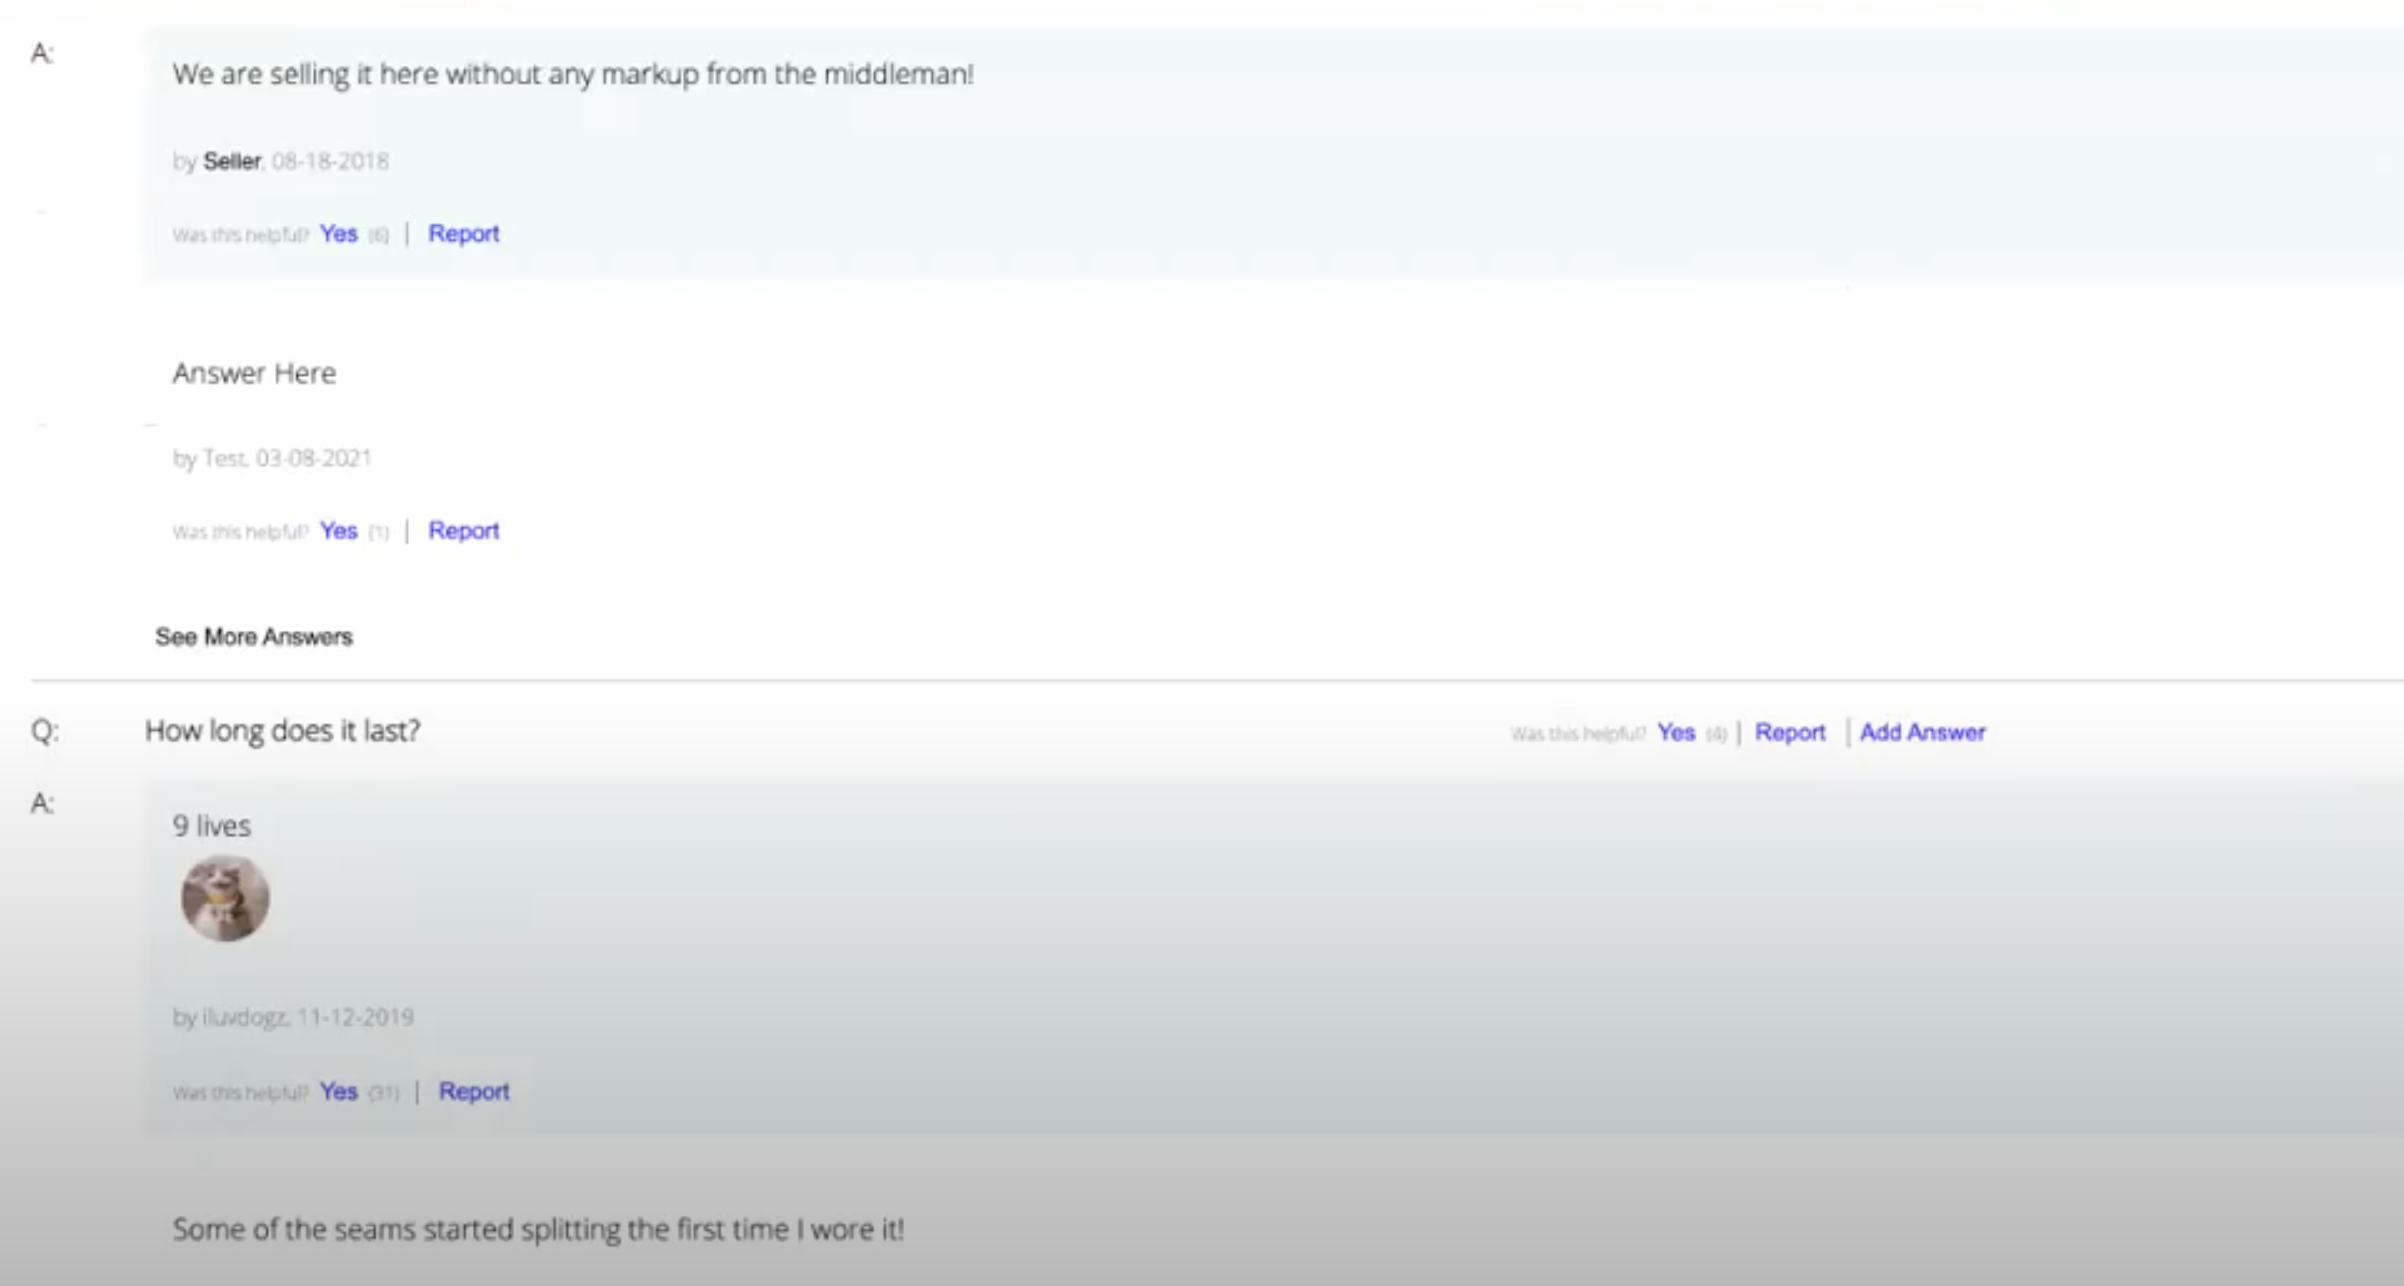 A:
We are selling it here without any markup from the middleman!
by Seller, 08-18-2018
Was this helpful? Yes (6) | Report
Answer Here
by Test, 03-08-2021
Was this helpful? Yes (1) | Report
See More Answers
Q: How long does it last? Was this helpful? Yes (4) | Report | Add Answer
A:
9 lives
by iluvdogz, 11-12-2019
Was this helpful? Yes (31) | Report
Some of the seams started splitting the first time I wore it!